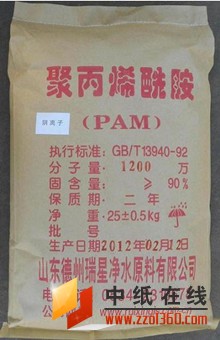 聚丙烯酰胺
阴离子
(PAM)
执行标准：GB/T13940-92
分子量：1200 万
固含量：≥ 90%
保质期：二年
净重：25±0.5kg
批号
生产日期2012年02月12日
山东德州瑞星净水原料有限公司
中纸在线
www.zzol360.com